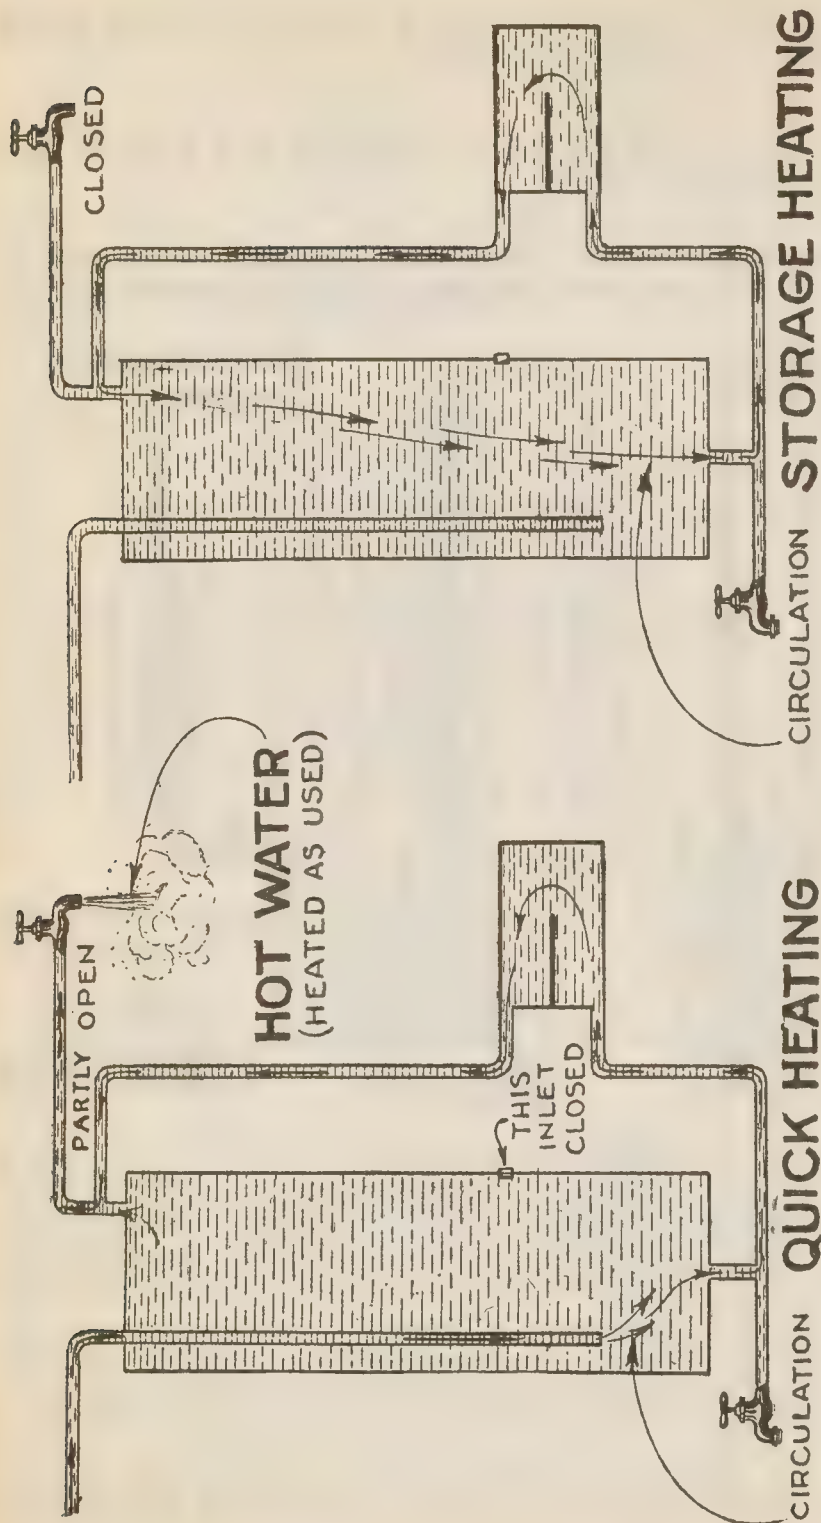 PARTLY OPEN
HOT WATER
(HEATED AS USED)
THIS
INLET
CLOSED
CIRCULATION
QUICK HEATING
CLOSED
CIRCULATION
STORAGE HEATING